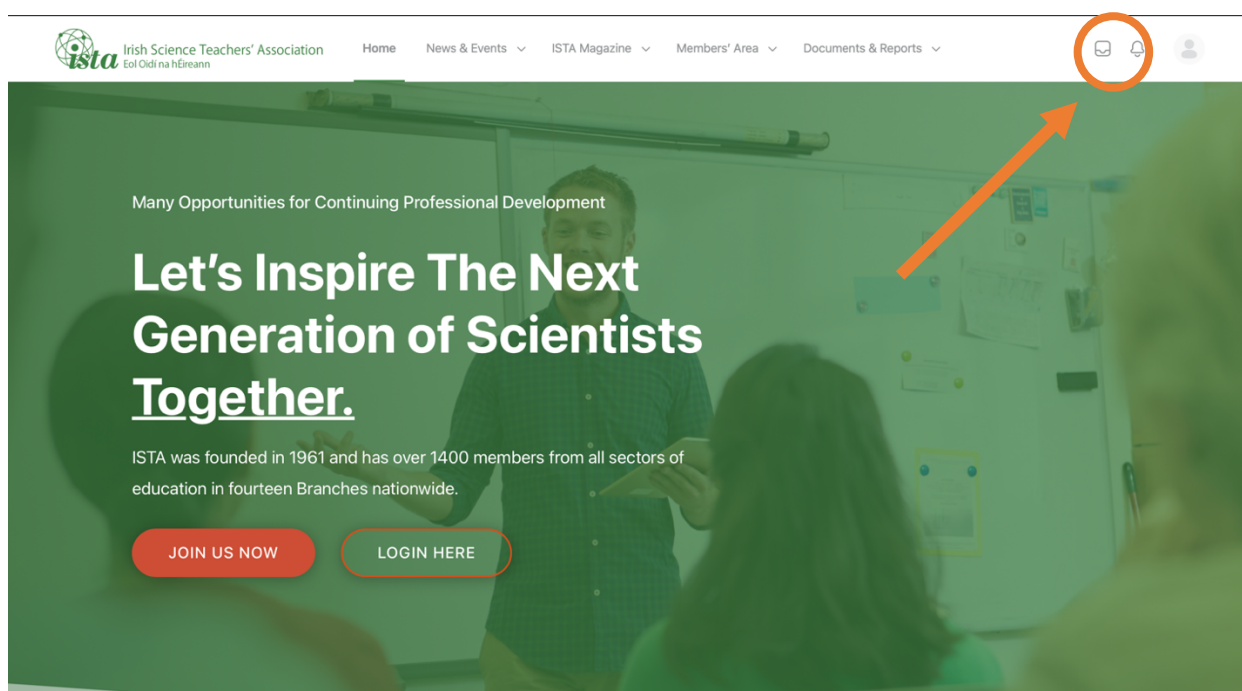 ista
Irish Science Teachers' Association
Eol Oidí na hÉireann
Home News & Events ISTA Magazine Members' Area Documents & Reports
Many Opportunities for Continuing Professional Development
Let's Inspire The Next
Generation of Scientists
Together.
ISTA was founded in 1961 and has over 1400 members from all sectors of
education in fourteen Branches nationwide.
JOIN US NOW LOGIN HERE